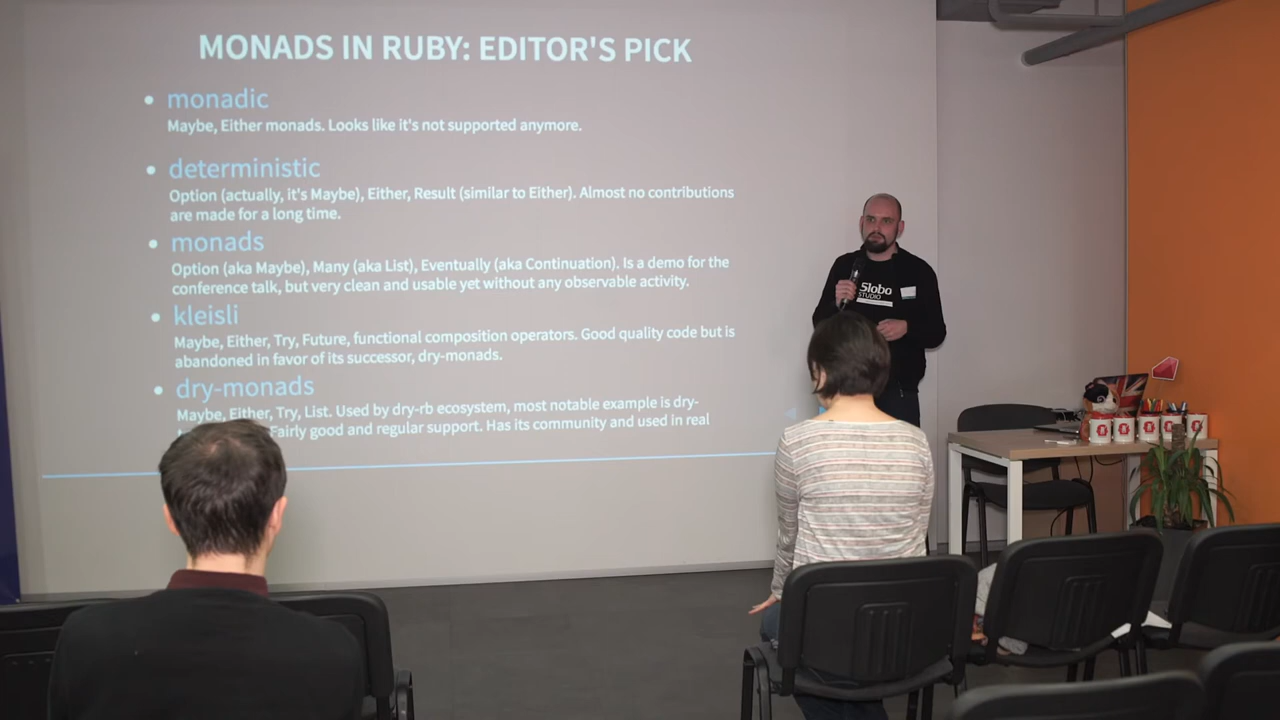 MONADS IN RUBY: EDITOR'S PICK
monadic
Maybe, Either monads. Looks like it's not supported anymore.
deterministic
Option (actually, it's Maybe), Either, Result (similar to Either). Almost no contributions
are made for a long time.
monads
Option (aka Maybe), Many (aka List), Eventually (aka Continuation). Is a demo for the
conference talk, but very clean and usable yet without any observable activity.
kleisli
Maybe, Either, Try, Future, functional composition operators. Good quality code but is
abandoned in favor of its successor, dry-monads.
dry-monads
Maybe, Either, Try, List. Used by dry-rb ecosystem, most notable example is dry-
Fairly good and regular support. Has its community and used in real
Slobo
STUDIO